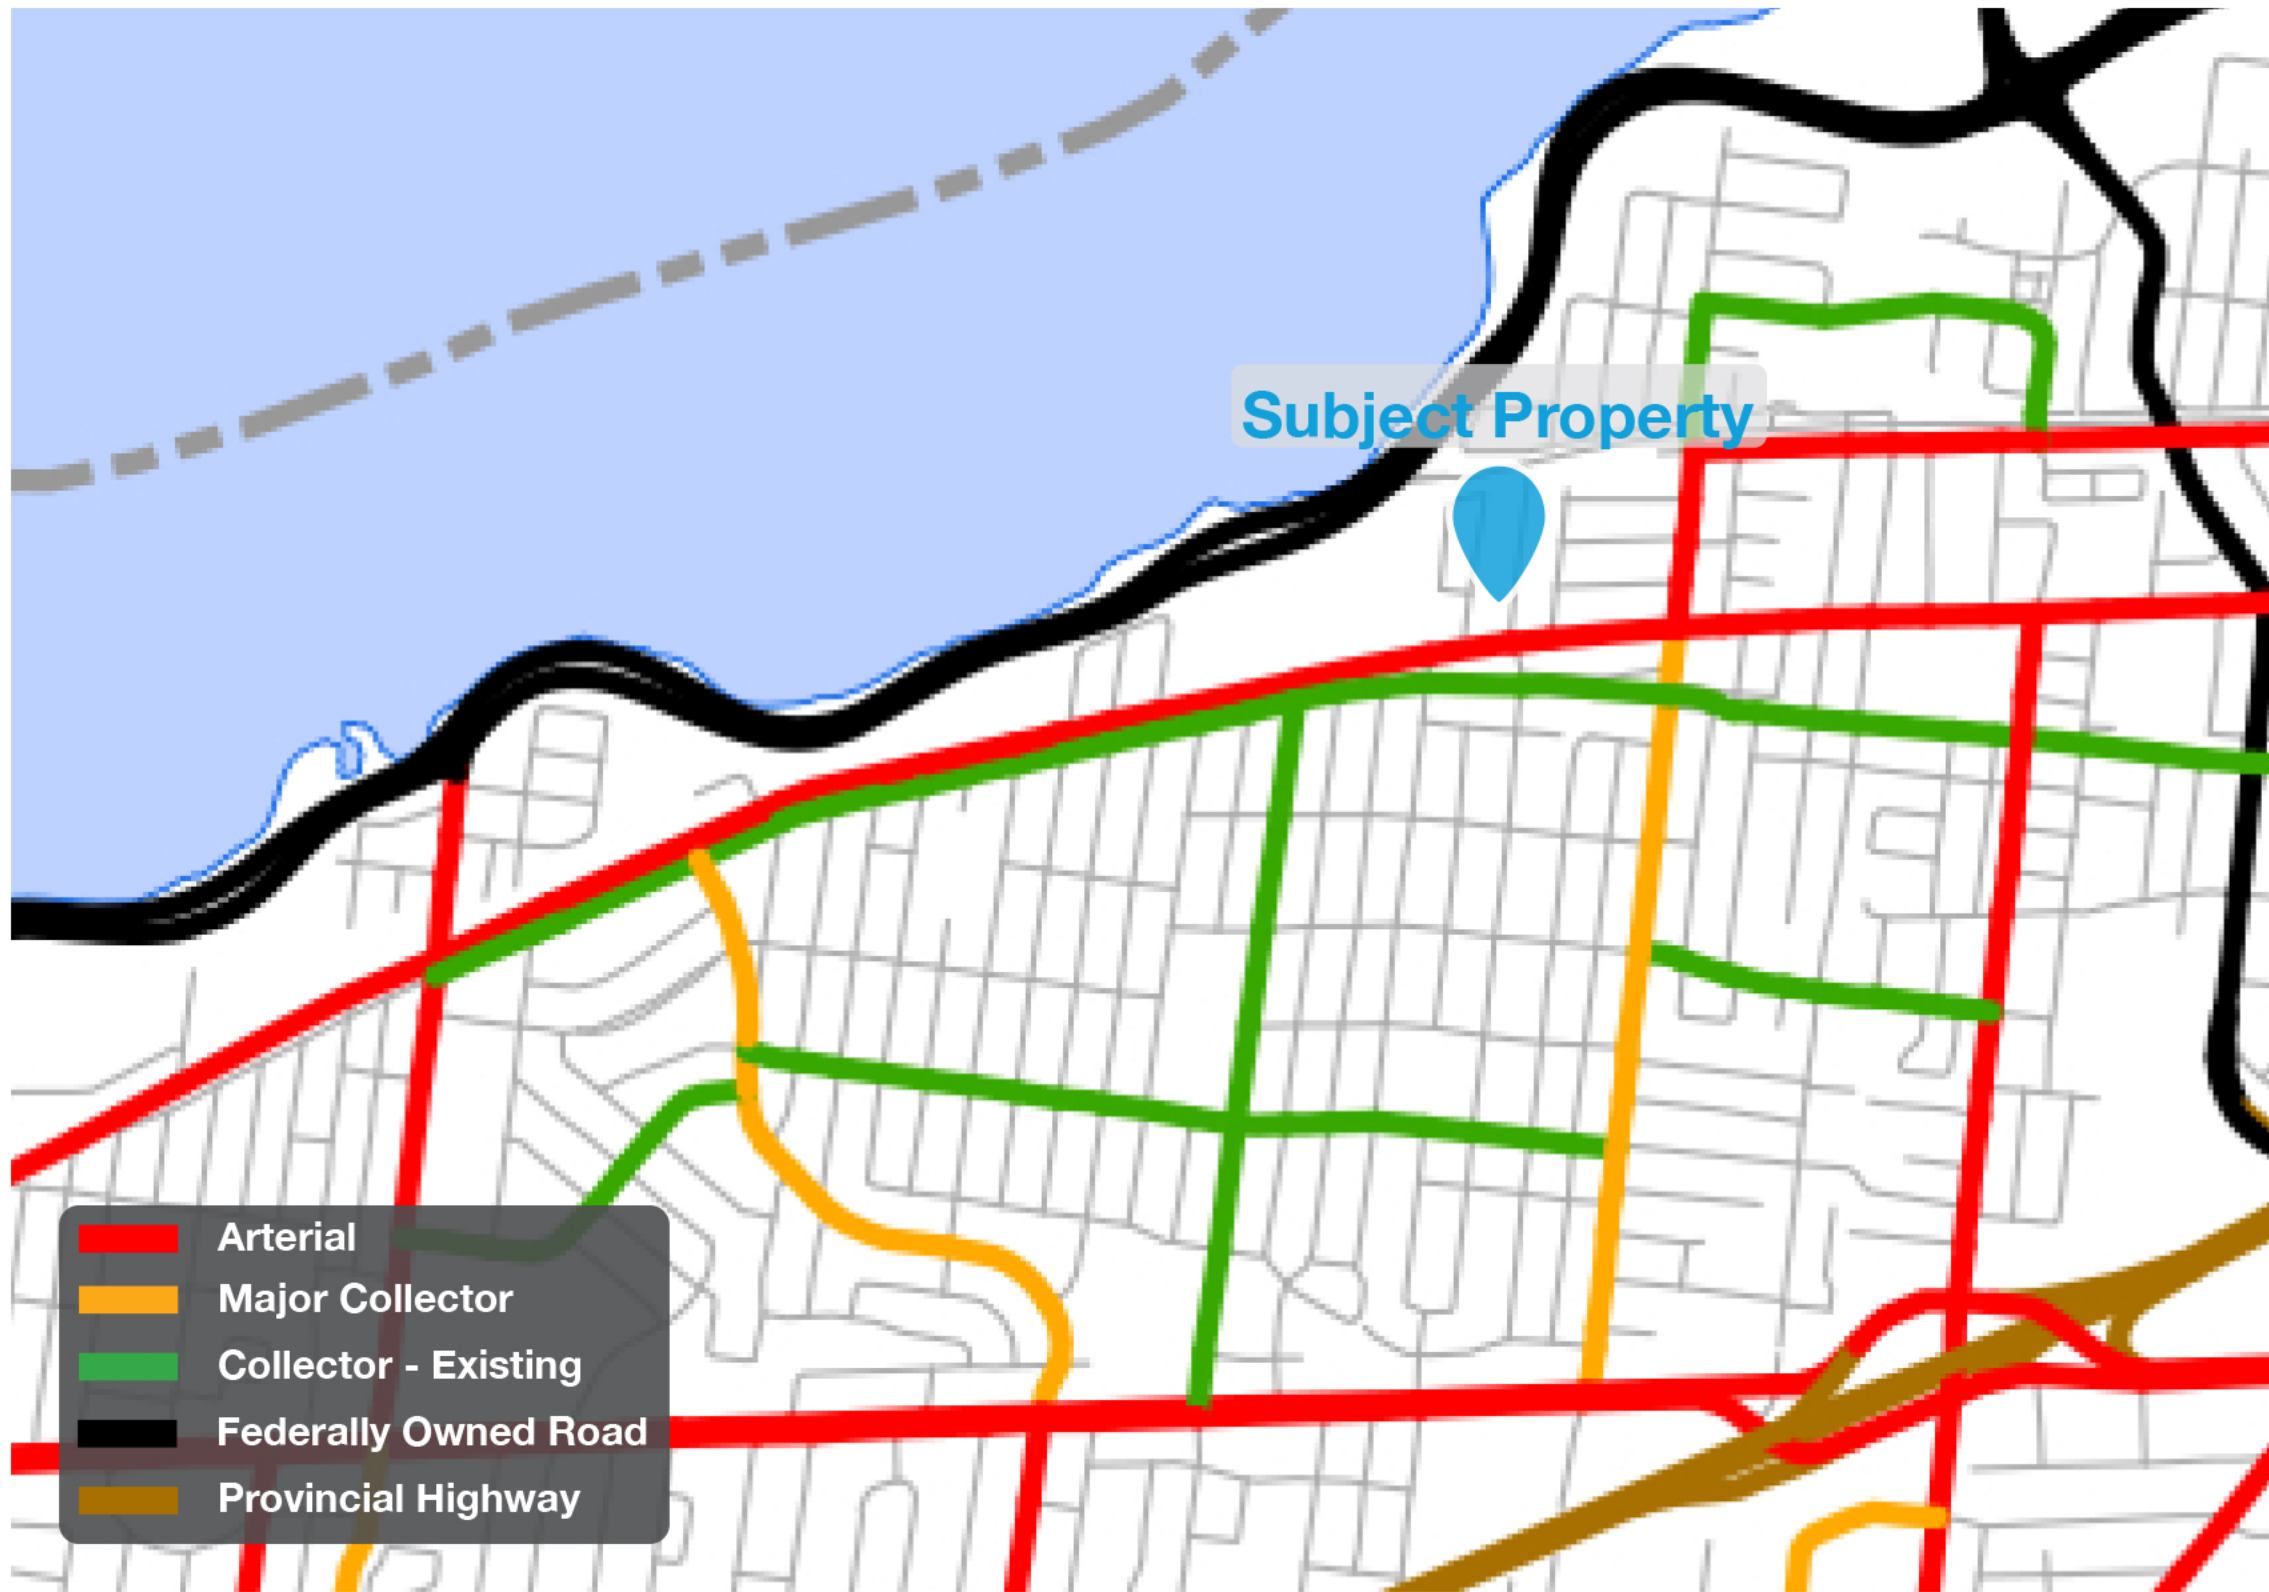 Subject Property
Arterial
Major Collector
Collector - Existing
Federally Owned Road
Provincial Highway